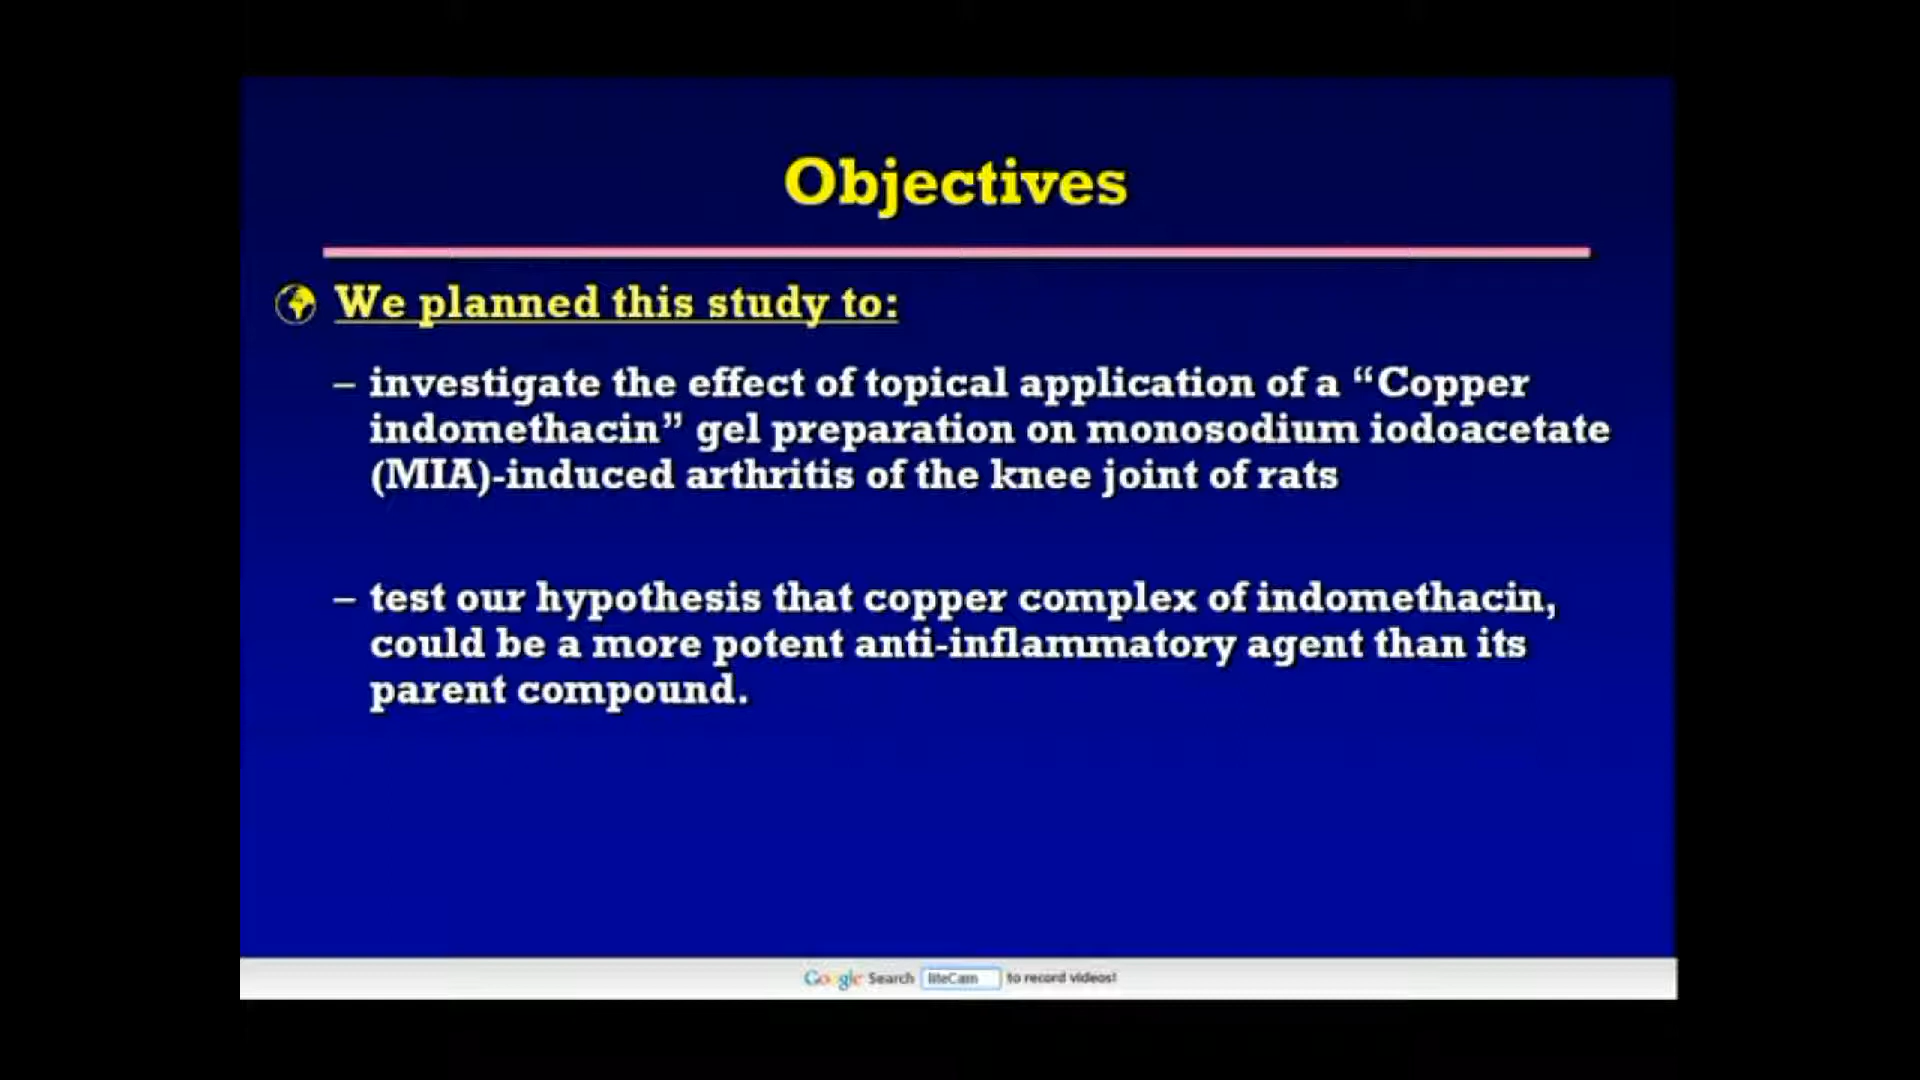 Objectives
We planned this study to:
– investigate the effect of topical application of a “Copper
indomethacin” gel preparation on monosodium iodoacetate
(MIA)-induced arthritis of the knee joint of rats
– test our hypothesis that copper complex of indomethacin,
could be a more potent anti-inflammatory agent than its
parent compound.
Google Search liteCam to record videos!